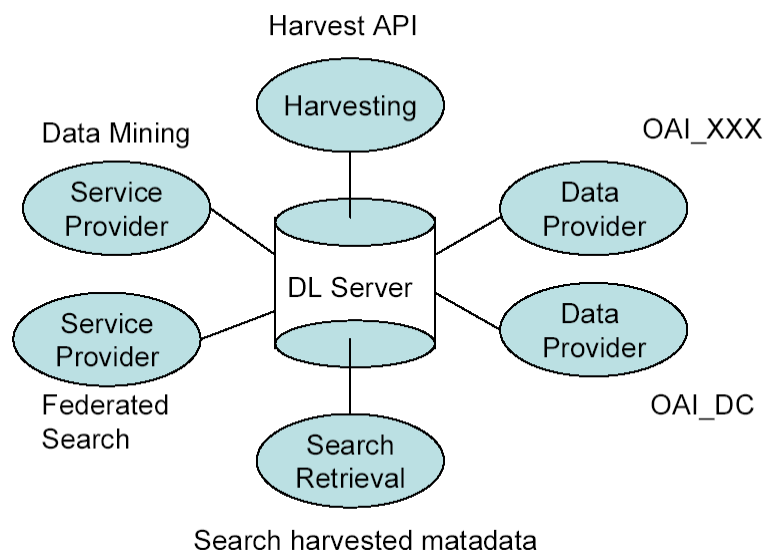 Harvest API
Harvesting
Data Mining
OAI_XXX
Service
Provider
Data
Provider
DL Server
Service
Provider
Data
Provider
Federated
Search
OAI_DC
Search
Retrieval
Search harvested matadata